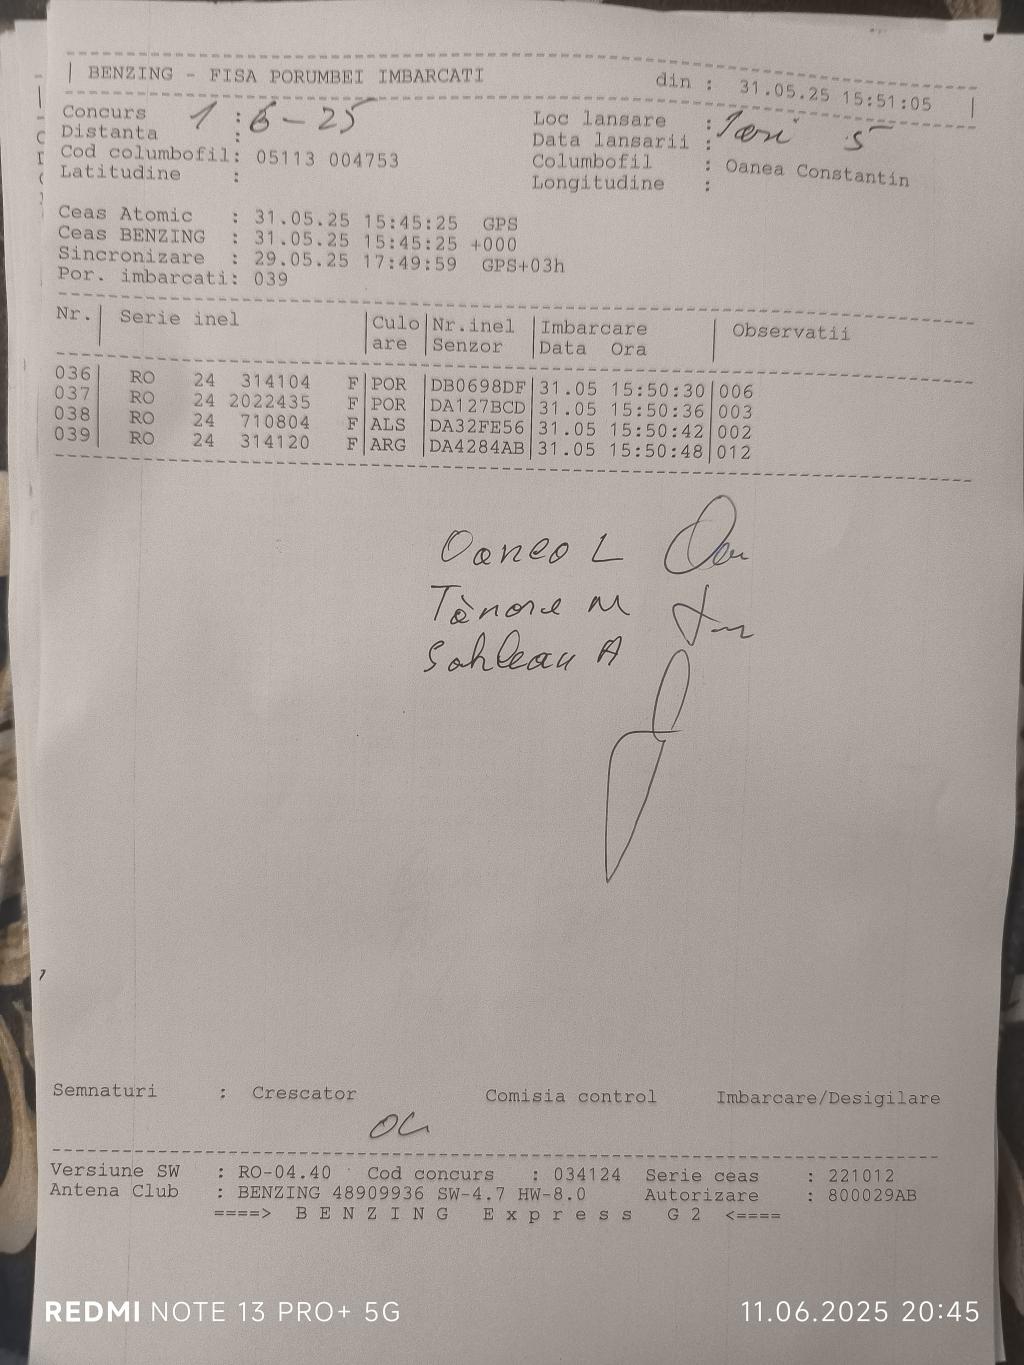 BENZING - FISA PORUMBEI IMBARCATI din : 31.05.25 15:51:05
Concurs : 1 6-25 Loc lansare : Iasi 5
Distanta : Data lansarii :
Cod columbofil: 05113 004753 Columbofil : Oanea Constantin
Latitudine : Longitudine :
Ceas Atomic : 31.05.25 15:45:25 GPS
Ceas BENZING : 31.05.25 15:45:25 +000
Sincronizare : 29.05.25 17:49:59 GPS+03h
Por. imbarcati: 039
Nr.| Serie inel |Culo|Nr.inel |Imbarcare | Observatii
| |are |Senzor |Data Ora |
036| RO 24 314104 F|POR |DB0698DF|31.05 15:50:30|006
037| RO 24 2022435 F|POR |DA127BCD|31.05 15:50:36|003
038| RO 24 710804 F|ALS |DA32FE56|31.05 15:50:42|002
039| RO 24 314120 F|ARG |DA4284AB|31.05 15:50:48|012
Oanea L
M
A
Semnaturi : Crescator Comisia control Imbarcare/Desigilare
Versiune SW : RO-04.40 Cod concurs : 034124 Serie ceas : 221012
Antena Club : BENZING 48909936 SW-4.7 HW-8.0 Autorizare : 800029AB
====> B E N Z I N G E x p r e s s G 2 <====
REDMI NOTE 13 PRO+ 5G 11.06.2025 20:45